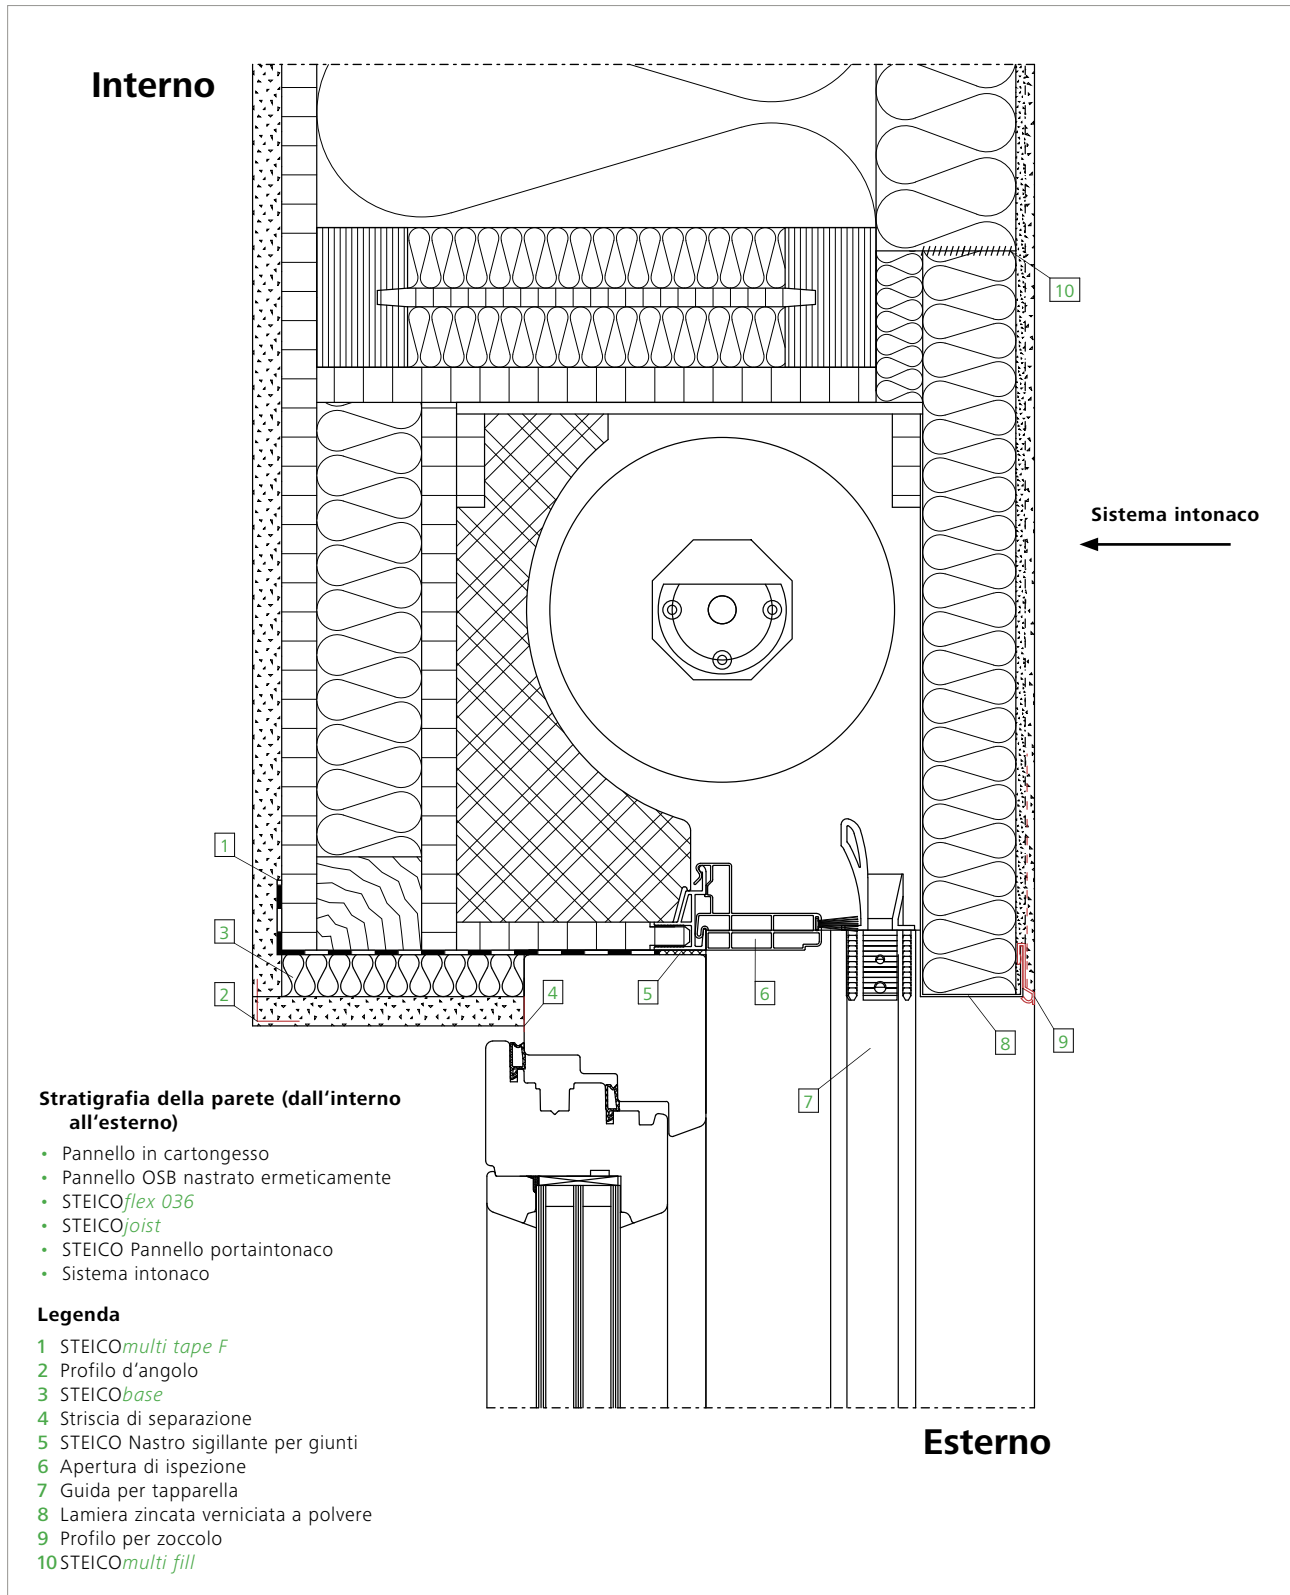 Interno
10
Sistema intonaco
1
3
2
4
5
6
7
8
9
Stratigrafia della parete (dall‘interno
all‘esterno)
• Pannello in cartongesso
• Pannello OSB nastrato ermeticamente
• STEICOflex 036
• STEICOjoist
• STEICO Pannello portaintonaco
• Sistema intonaco
Legenda
1 STEICOmulti tape F
2 Profilo d’angolo
3 STEICObase
4 Striscia di separazione
5 STEICO Nastro sigillante per giunti
6 Apertura di ispezione
7 Guida per tapparella
8 Lamiera zincata verniciata a polvere
9 Profilo per zoccolo
10 STEICOmulti fill
Esterno